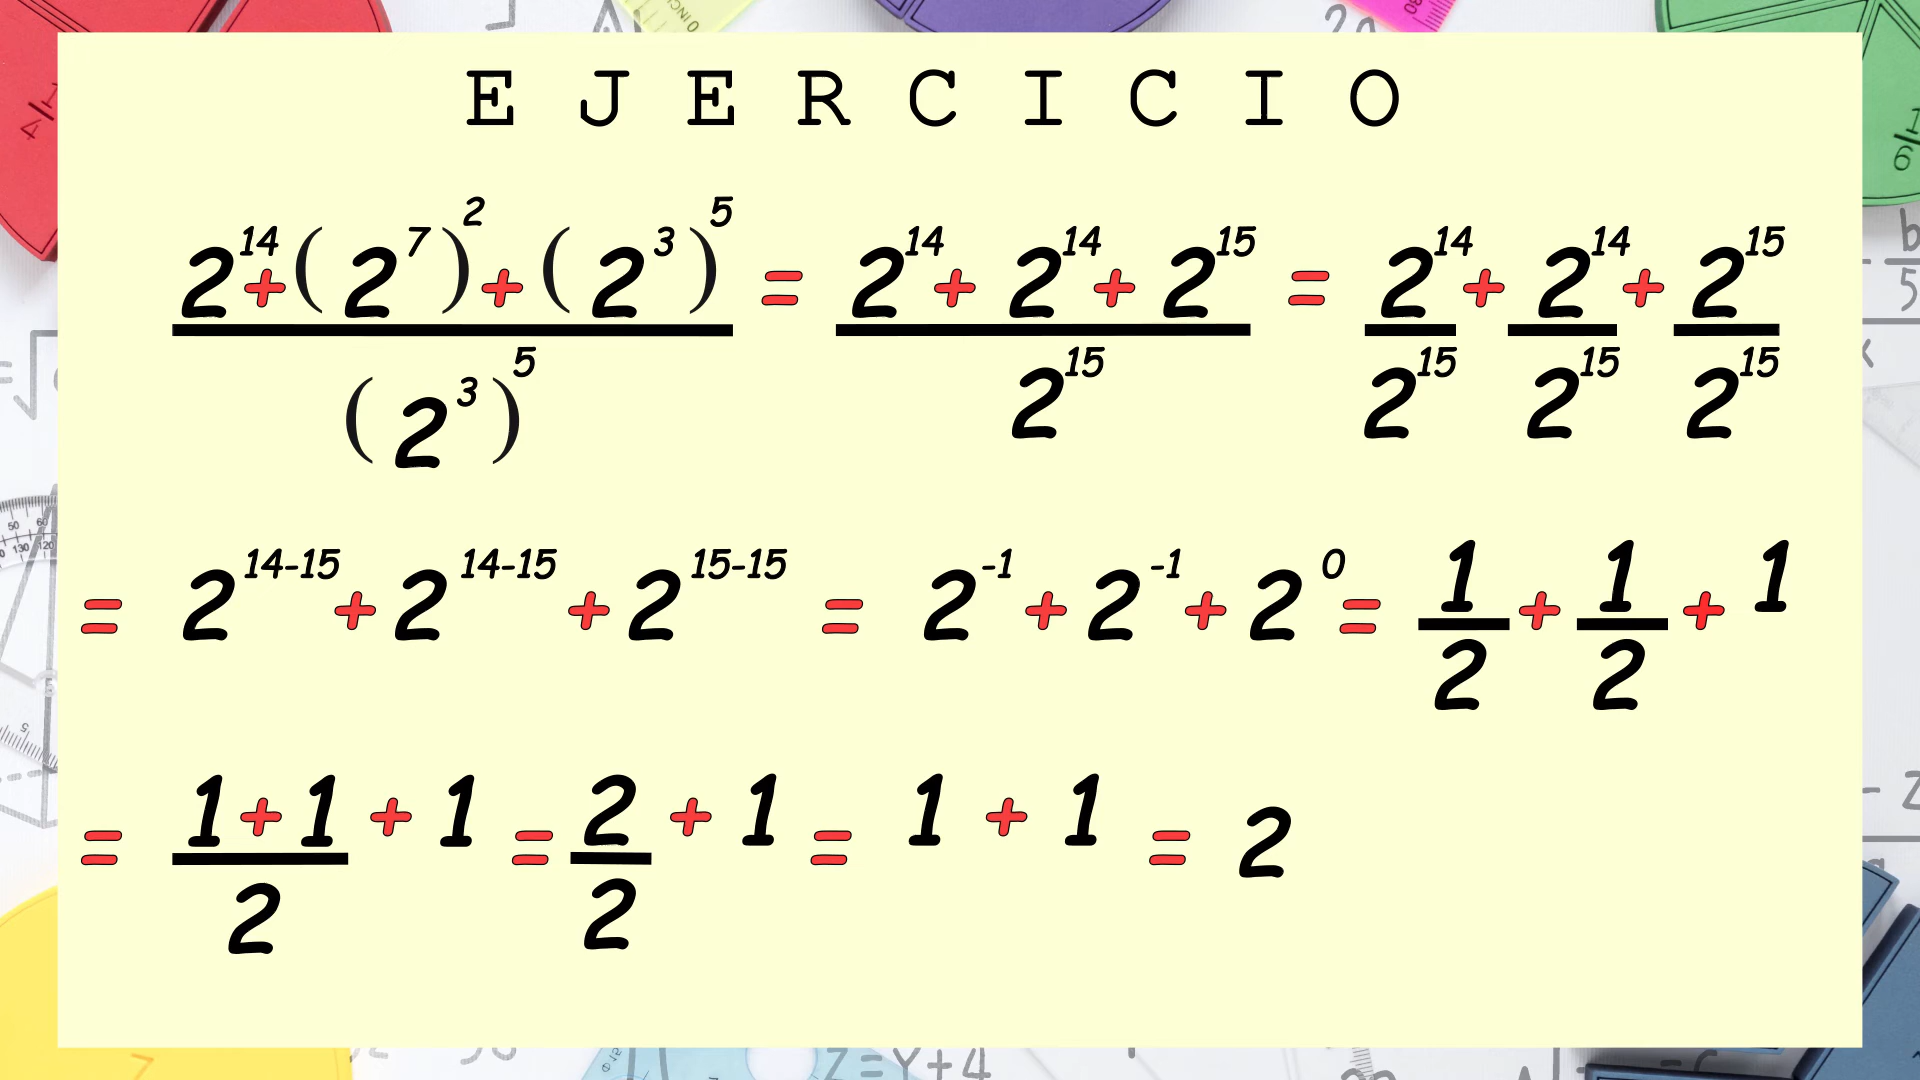 EJERCICIO
(2^14 + (2^7)^2 + (2^3)^5) / (2^3)^5 = (2^14 + 2^14 + 2^15) / 2^15 = 2^14/2^15 + 2^14/2^15 + 2^15/2^15
= 2^14-15 + 2^14-15 + 2^15-15 = 2^-1 + 2^-1 + 2^0 = 1/2 + 1/2 + 1
= (1+1)/2 + 1 = 2/2 + 1 = 1 + 1 = 2
z=y+4